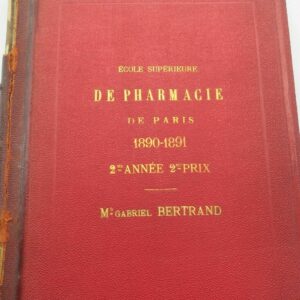 ÉCOLE SUPÉRIEURE
DE PHARMACIE
DE PARIS
1890-1891
2ME ANNÉE 2ME PRIX
MR GABRIEL BERTRAND